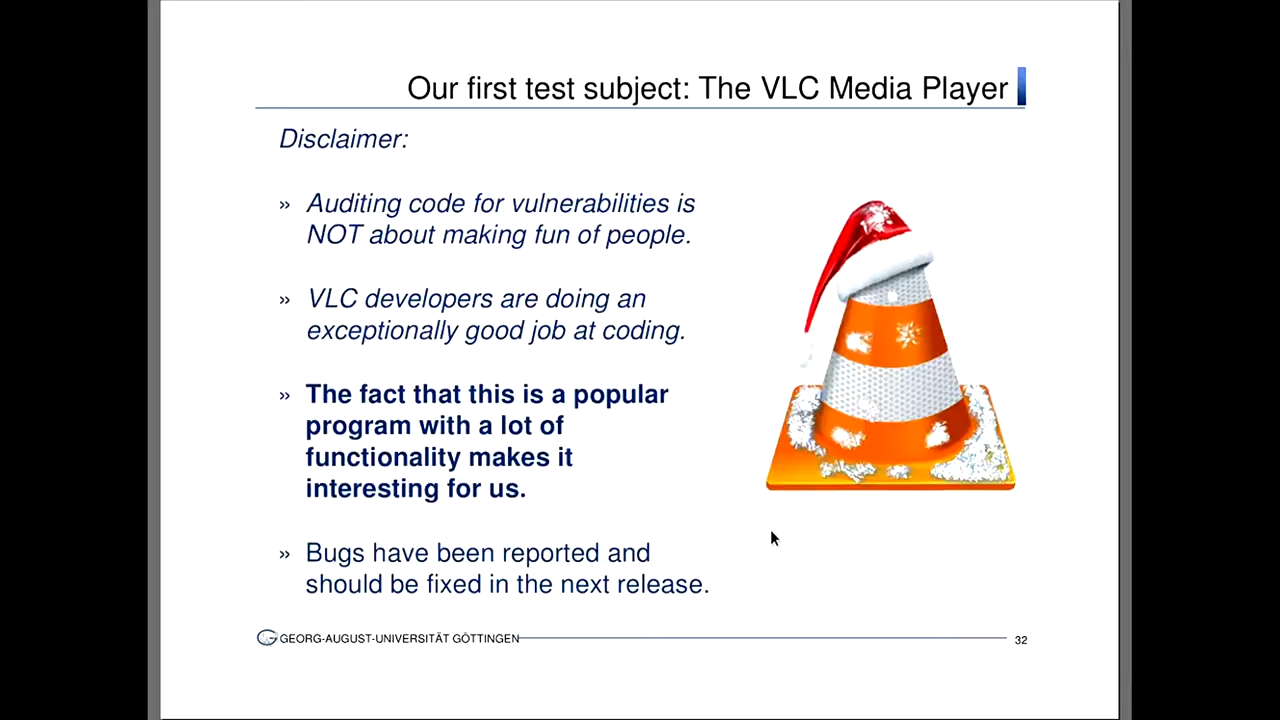 Our first test subject: The VLC Media Player
Disclaimer:
» Auditing code for vulnerabilities is
NOT about making fun of people.
» VLC developers are doing an
exceptionally good job at coding.
» The fact that this is a popular
program with a lot of
functionality makes it
interesting for us.
» Bugs have been reported and
should be fixed in the next release.
GEORG-AUGUST-UNIVERSITÄT GÖTTINGEN
32